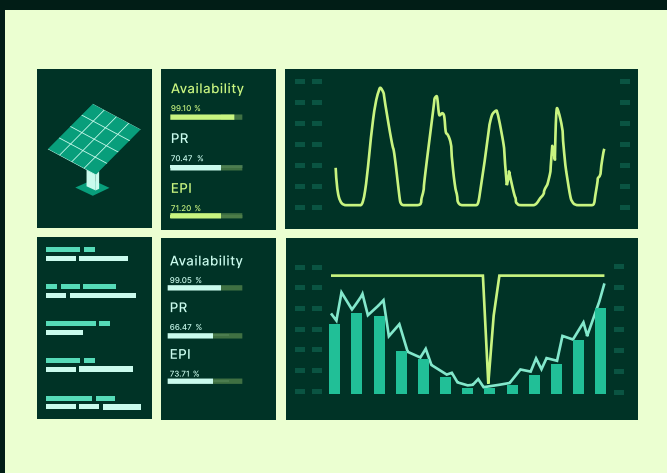 Availability
99.10 %
PR
70.47 %
EPI
71.20 %
Availability
99.05 %
PR
66.47 %
EPI
73.71 %